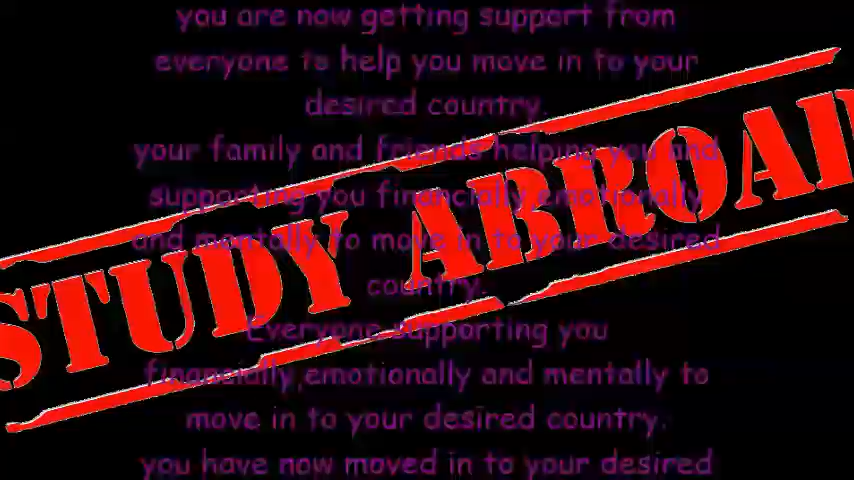 you are now getting support from
everyone to help you move in to your
desired country.
your family and friends helping you and
supporting you financially,emotionally
and mentally to move in to your desired
country.
Everyone supporting you
financially,emotionally and mentally to
move in to your desired country.
you have now moved in to your desired
STUDY ABROAD